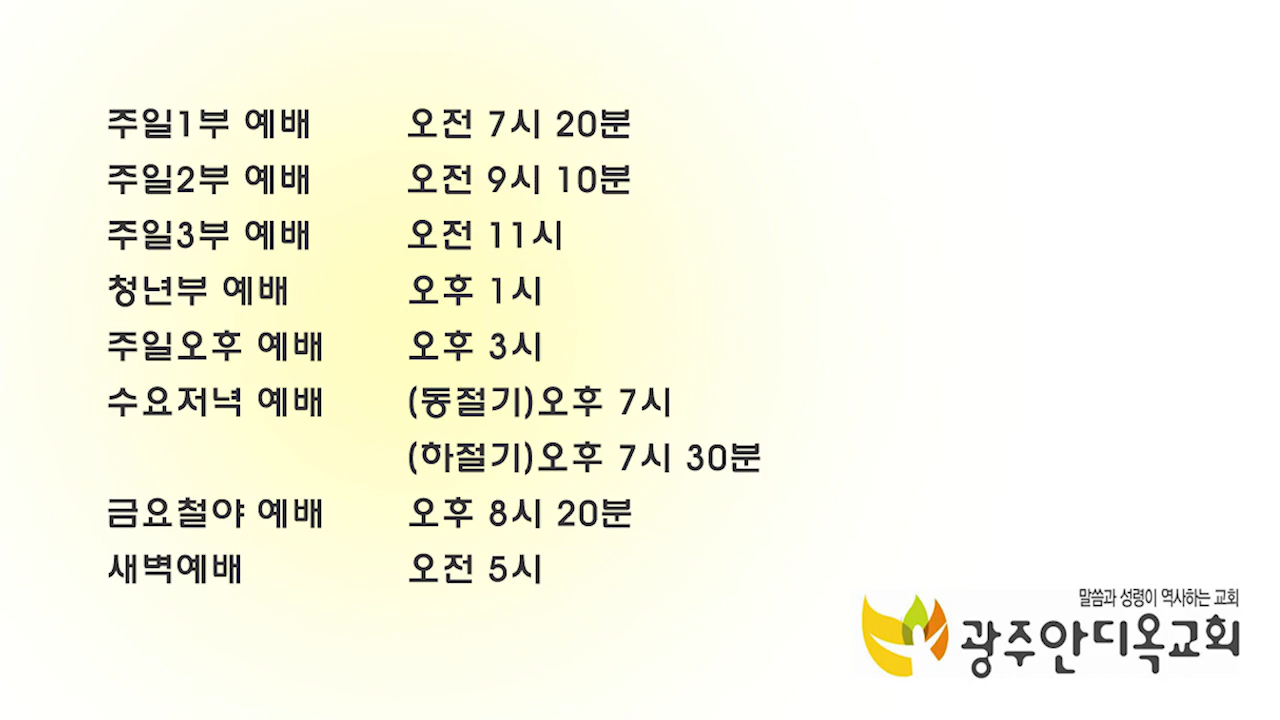 주일1부 예배 오전 7시 20분
주일2부 예배 오전 9시 10분
주일3부 예배 오전 11시
청년부 예배 오후 1시
주일오후 예배 오후 3시
수요저녁 예배 (동절기)오후 7시
(하절기)오후 7시 30분
금요철야 예배 오후 8시 20분
새벽예배 오전 5시
말씀과 성령이 역사하는 교회
광주안디옥교회